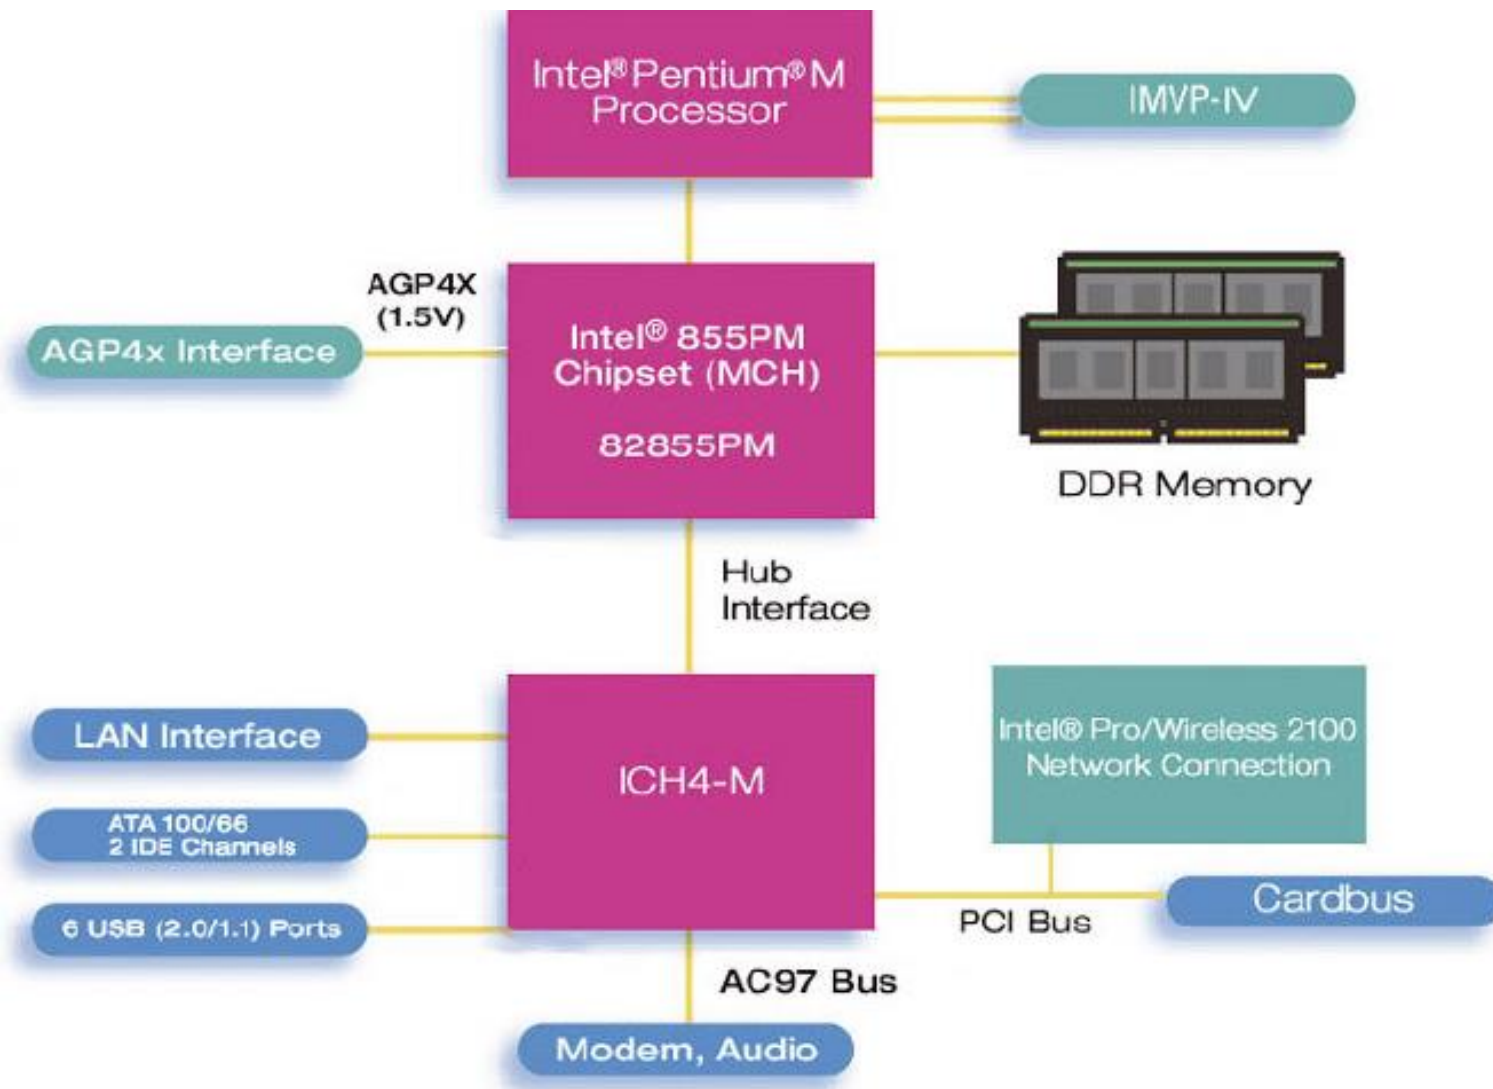 Intel® Pentium® M
Processor
IMVP-IV
AGP4X
(1.5V)
AGP4x Interface
Intel® 855PM
Chipset (MCH)
82855PM
DDR Memory
Hub
Interface
LAN Interface
ICH4-M
Intel® Pro/Wireless 2100
Network Connection
ATA 100/66
2 IDE Channels
6 USB (2.0/1.1) Ports
PCI Bus
Cardbus
AC97 Bus
Modem, Audio